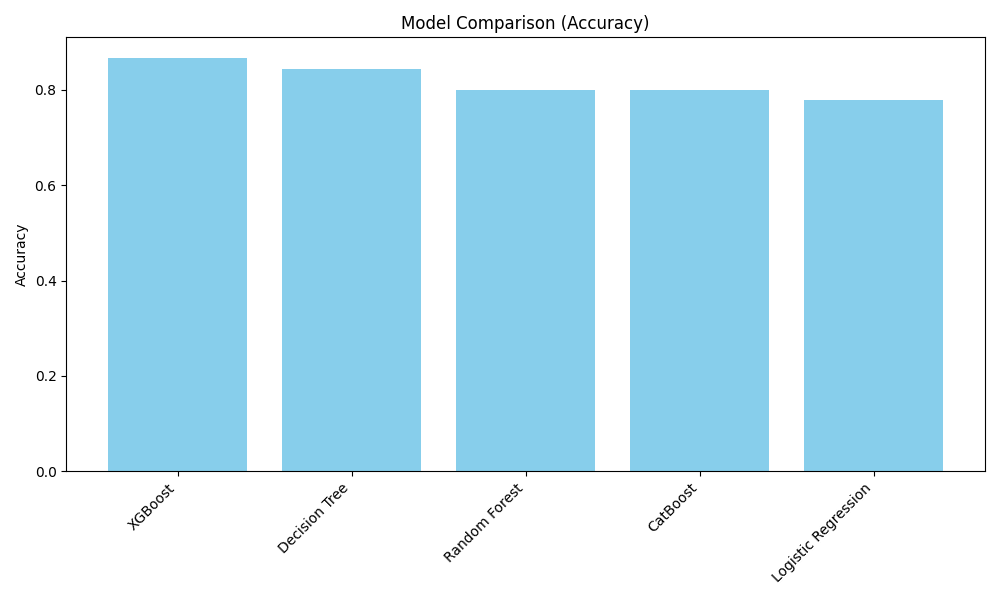 Model Comparison (Accuracy)
Accuracy
0.8
0.6
0.4
0.2
0.0
XGBoost
Decision Tree
Random Forest
CatBoost
Logistic Regression